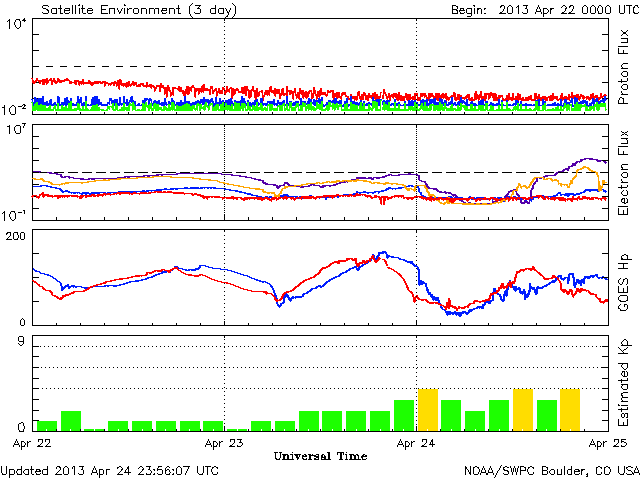 Satellite Environment (3 day) Begin: 2013 Apr 22 0000 UTC
10⁴
Proton Flux
10⁻²
10⁷
Electron Flux
10⁻¹
200
GOES Hp
0
9
Estimated Kp
0
Apr 22 Apr 23 Apr 24 Apr 25
Universal Time
Updated 2013 Apr 24 23:56:07 UTC NOAA/SWPC Boulder, CO USA